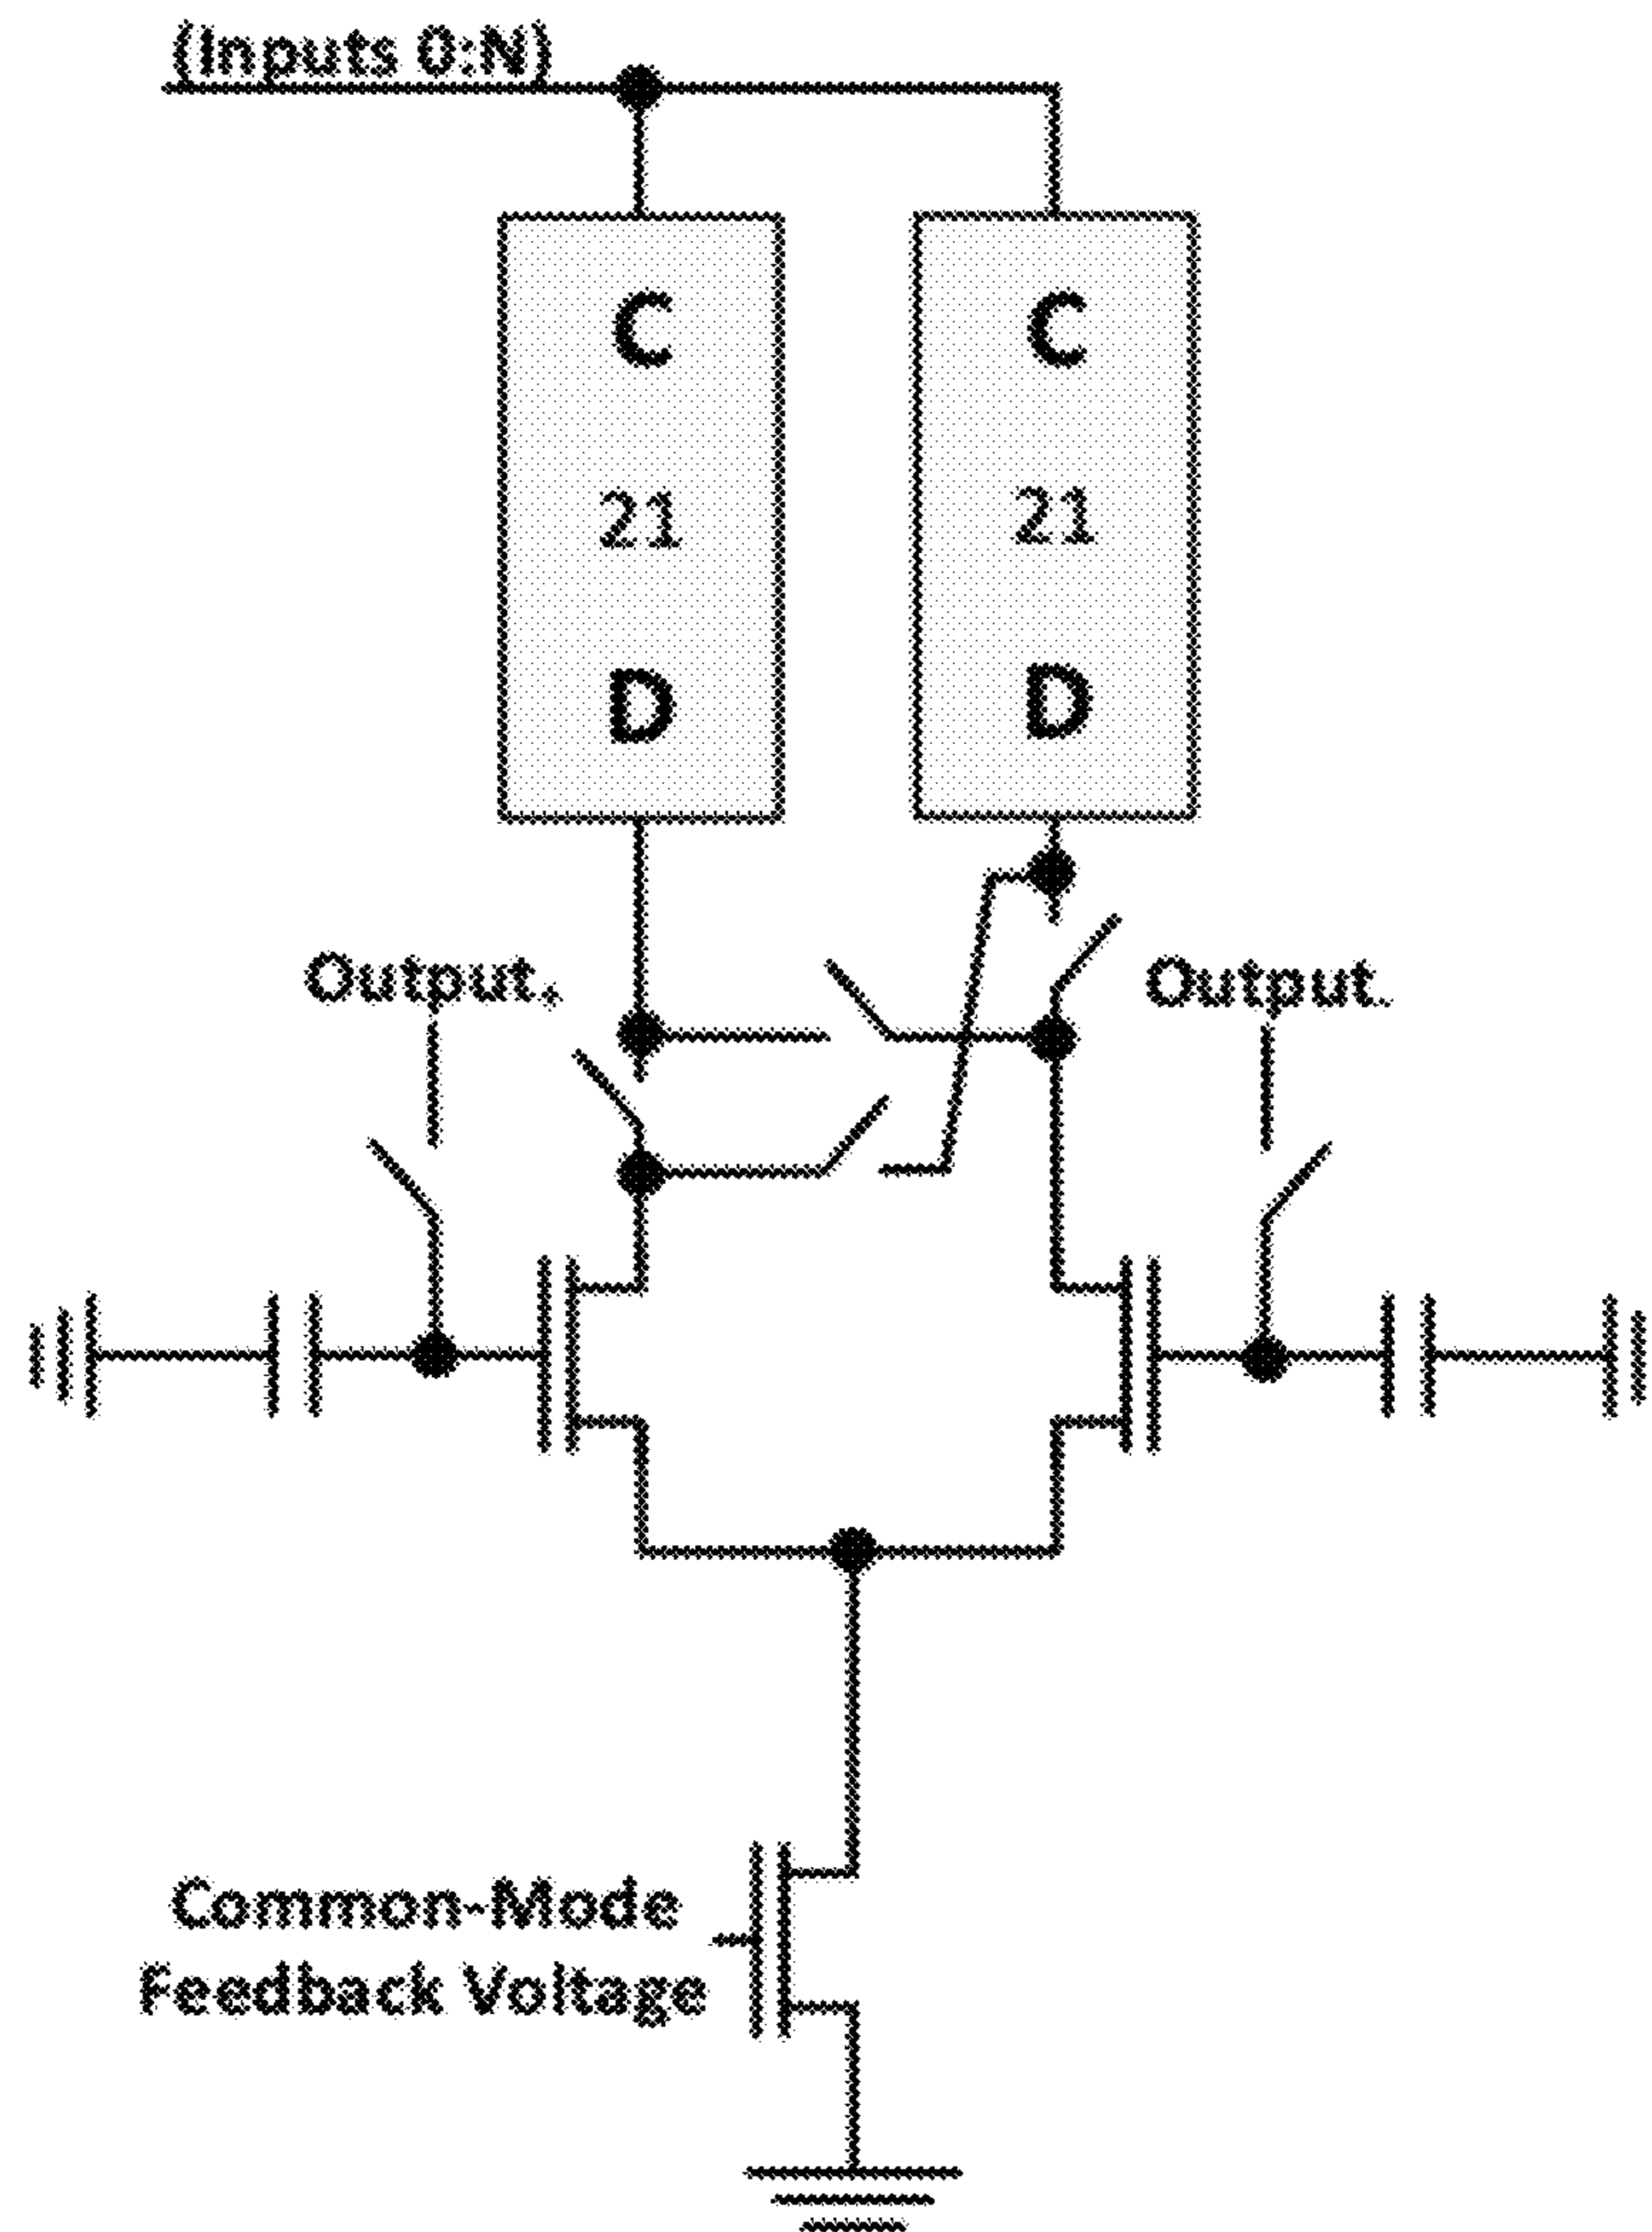 (Inputs 0:N)
C
21
D
C
21
D
Output+
Output-
Common-Mode
Feedback Voltage